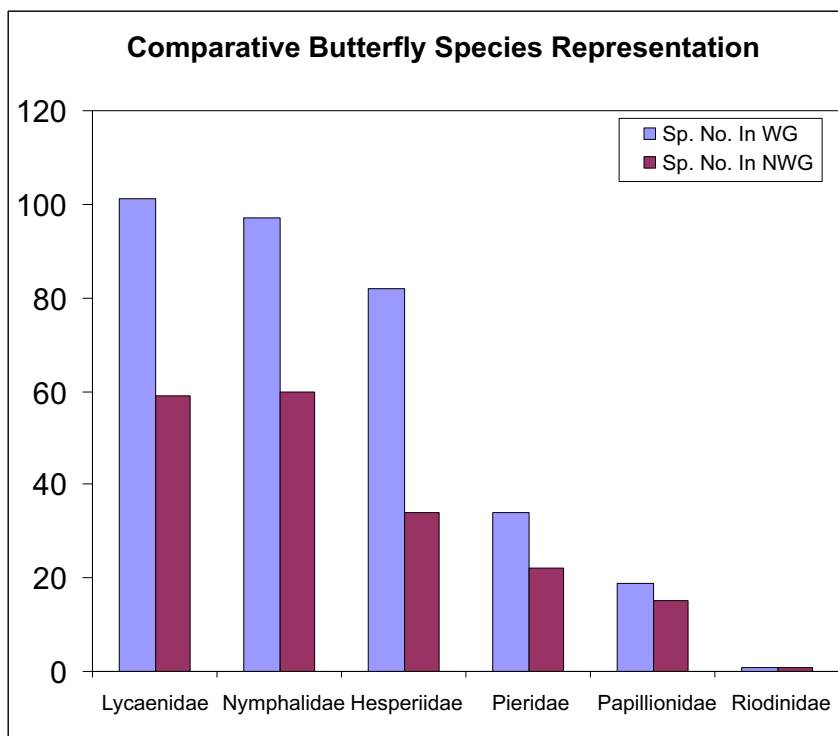 Comparative Butterfly Species Representation
120
Sp. No. In WG
Sp. No. In NWG
100
80
60
40
20
0
Lycaenidae Nymphalidae Hesperiidae Pieridae Papillionidae Riodinidae